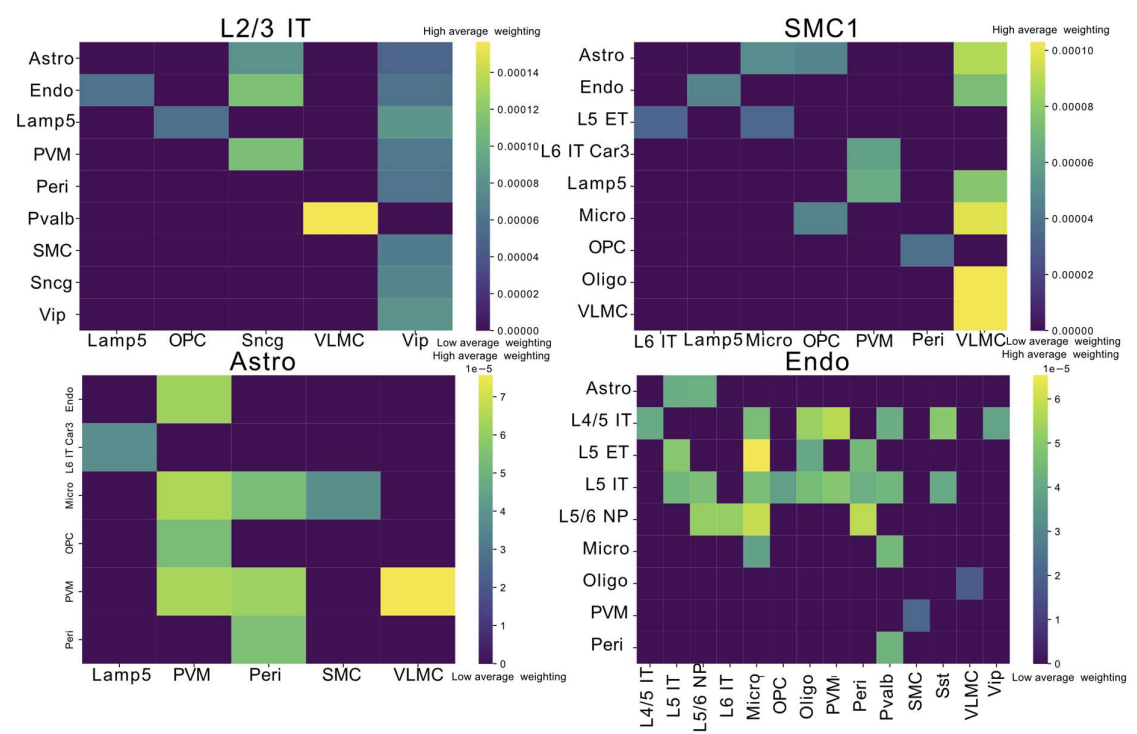 L2/3 IT
High average weighting
Astro
Endo
Lamp5
PVM
Peri
Pvalb
SMC
Sncg
Vip
Lamp5 OPC Sncg VLMC Vip
0.00014
0.00012
0.00010
0.00008
0.00006
0.00004
0.00002
0.00000
Low average weighting
SMC1
High average weighting
Astro
Endo
L5 ET
L6 IT Car3
Lamp5
Micro
OPC
Oligo
VLMC
L6 IT Lamp5 Micro OPC PVM Peri VLMC
0.00010
0.00008
0.00006
0.00004
0.00002
0.00000
Low average weighting
Astro
High average weighting
1e−5
Endo
L6 IT Car3
Micro
OPC
PVM
Peri
Lamp5 PVM Peri SMC VLMC
7
6
5
4
3
2
1
0
Low average weighting
Endo
High average weighting
1e−5
Astro
L4/5 IT
L5 ET
L5 IT
L5/6 NP
Micro
Oligo
PVM
Peri
L4/5 IT
L5 IT
L5/6 NP
L6 IT
Micro
OPC
Oligo
PVM
Peri
Pvalb
SMC
Sst
VLMC
Vip
6
5
4
3
2
1
0
Low average weighting